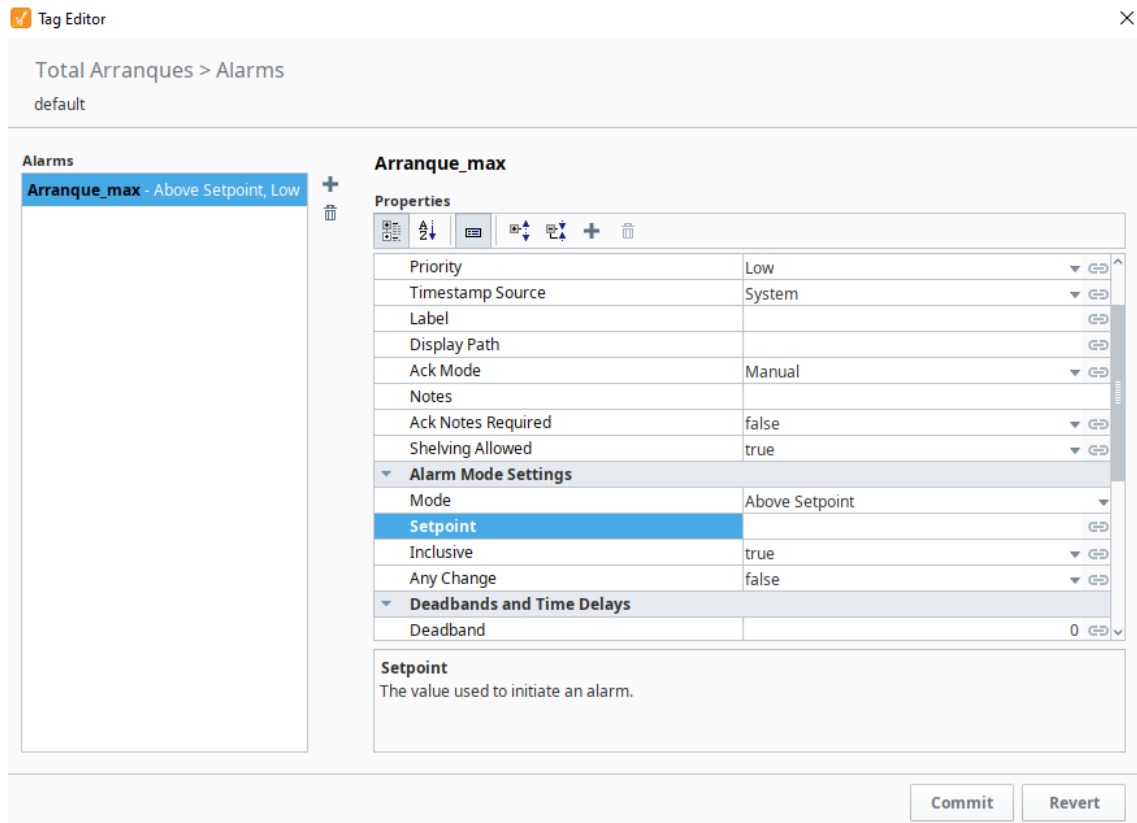 Tag Editor
Total Arranques > Alarms
default
Alarms
Arranque_max - Above Setpoint, Low
Arranque_max
Properties
Priority Low
Timestamp Source System
Label
Display Path
Ack Mode Manual
Notes
Ack Notes Required false
Shelving Allowed true
Alarm Mode Settings
Mode Above Setpoint
Setpoint
Inclusive true
Any Change false
Deadbands and Time Delays
Deadband 0
Setpoint
The value used to initiate an alarm.
Commit Revert